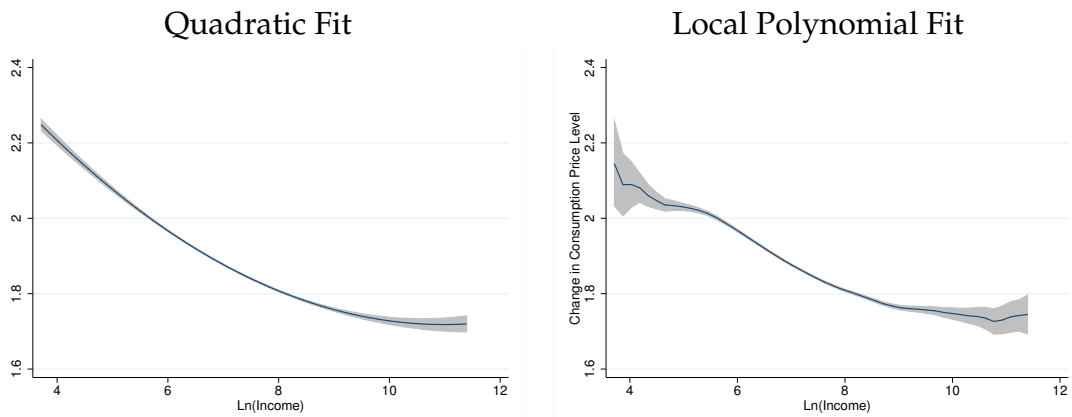 Quadratic Fit
2.4
2.2
2
1.8
1.6
4 6 8 10 12
Ln(Income)
Local Polynomial Fit
Change in Consumption Price Level
2.4
2.2
2
1.8
1.6
4 6 8 10 12
Ln(Income)